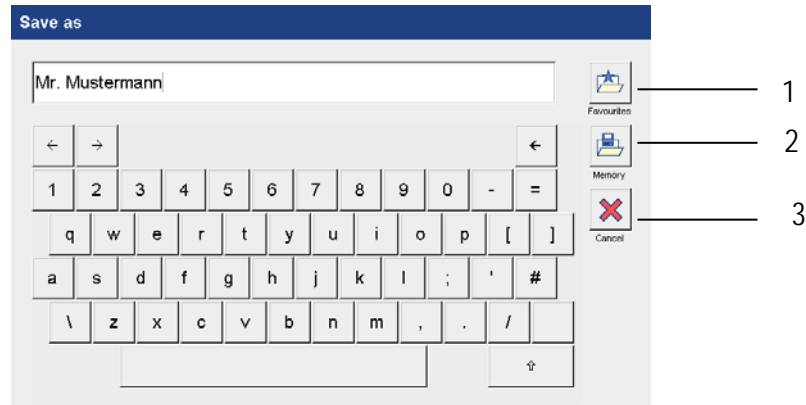 Save as
Mr. Mustermann
Favourites
1
← → ←
Memory
2
1 2 3 4 5 6 7 8 9 0 - =
Cancel
3
q w e r t y u i o p [ ]
a s d f g h j k l ; ' #
\ z x c v b n m , . /
⇧